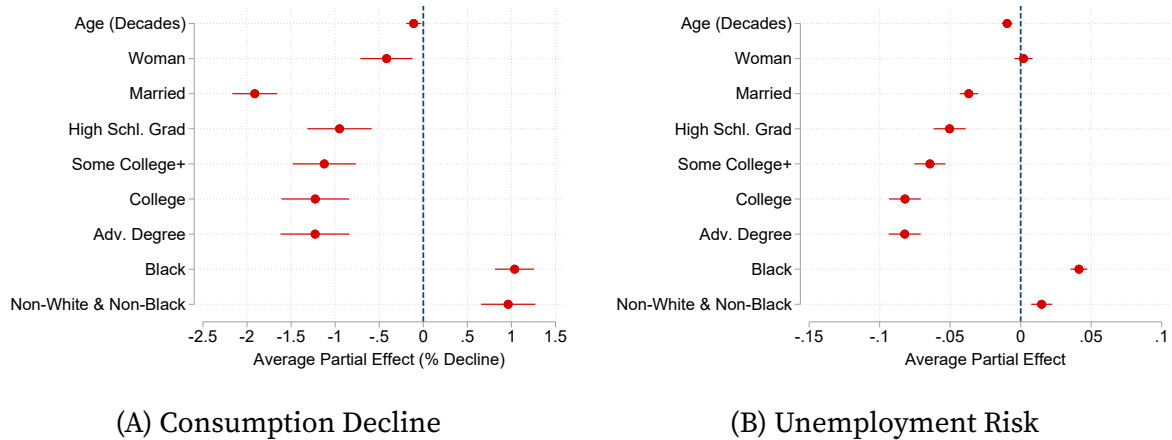 Age (Decades)
Woman
Married
High Schl. Grad
Some College+
College
Adv. Degree
Black
Non-White & Non-Black
-2.5 -2 -1.5 -1 -.5 0 .5 1 1.5
Average Partial Effect (% Decline)
(A) Consumption Decline
Age (Decades)
Woman
Married
High Schl. Grad
Some College+
College
Adv. Degree
Black
Non-White & Non-Black
-.15 -.1 -.05 0 .05 .1
Average Partial Effect
(B) Unemployment Risk